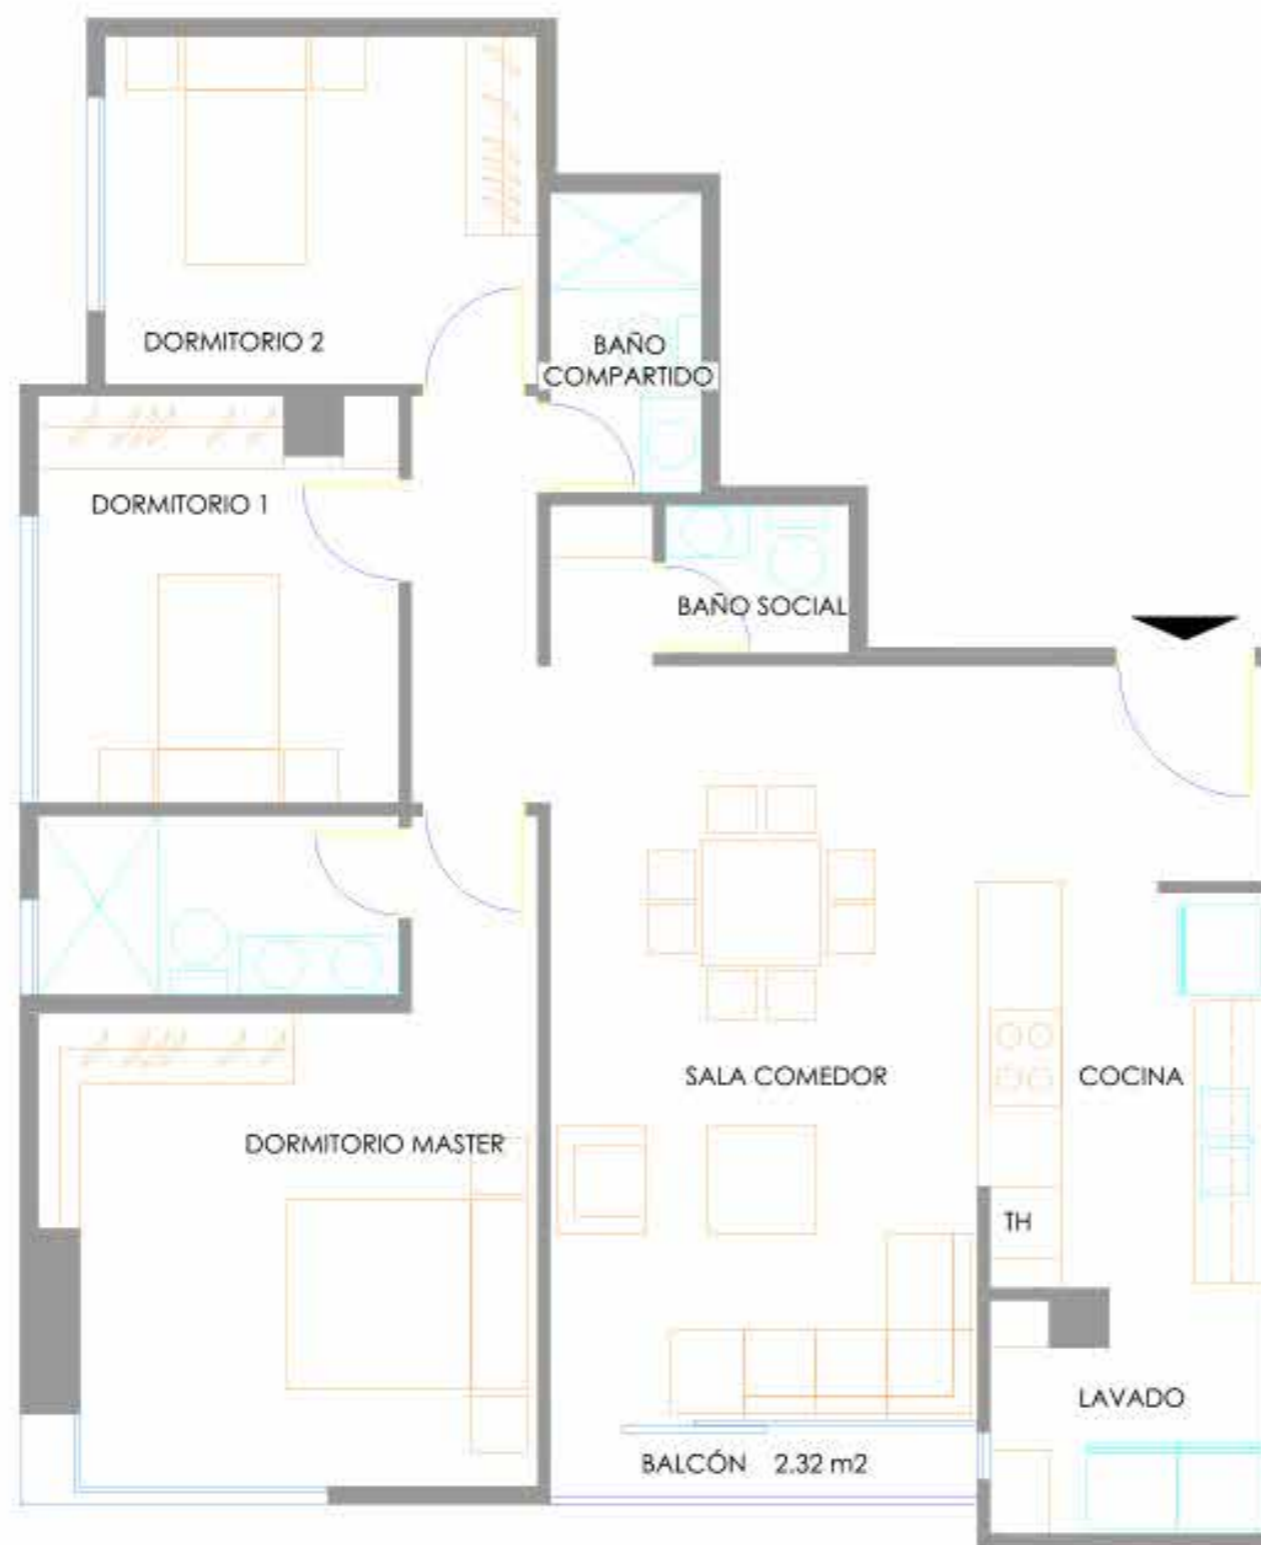 DORMITORIO 2
BAÑO
COMPARTIDO
DORMITORIO 1
BAÑO SOCIAL
SALA COMEDOR
COCINA
DORMITORIO MASTER
TH
LAVADO
BALCÓN 2.32 m2